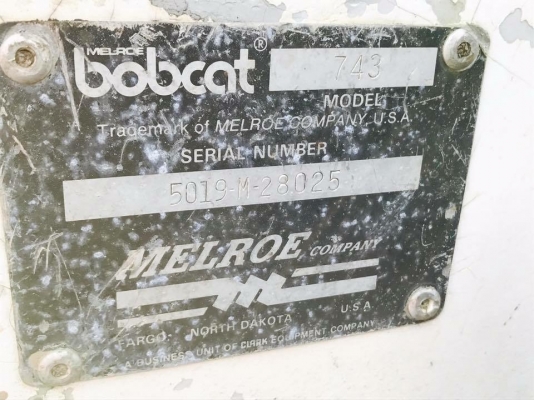 MELROE
bobcat® 743
MODEL
Trademark of MELROE COMPANY, U.S.A.
SERIAL NUMBER
5019-M-28025
MELROE COMPANY
FARGO- NORTH DAKOTA U.S.A
A BUSINESS UNIT OF CLARK EQUIPMENT COMPANY